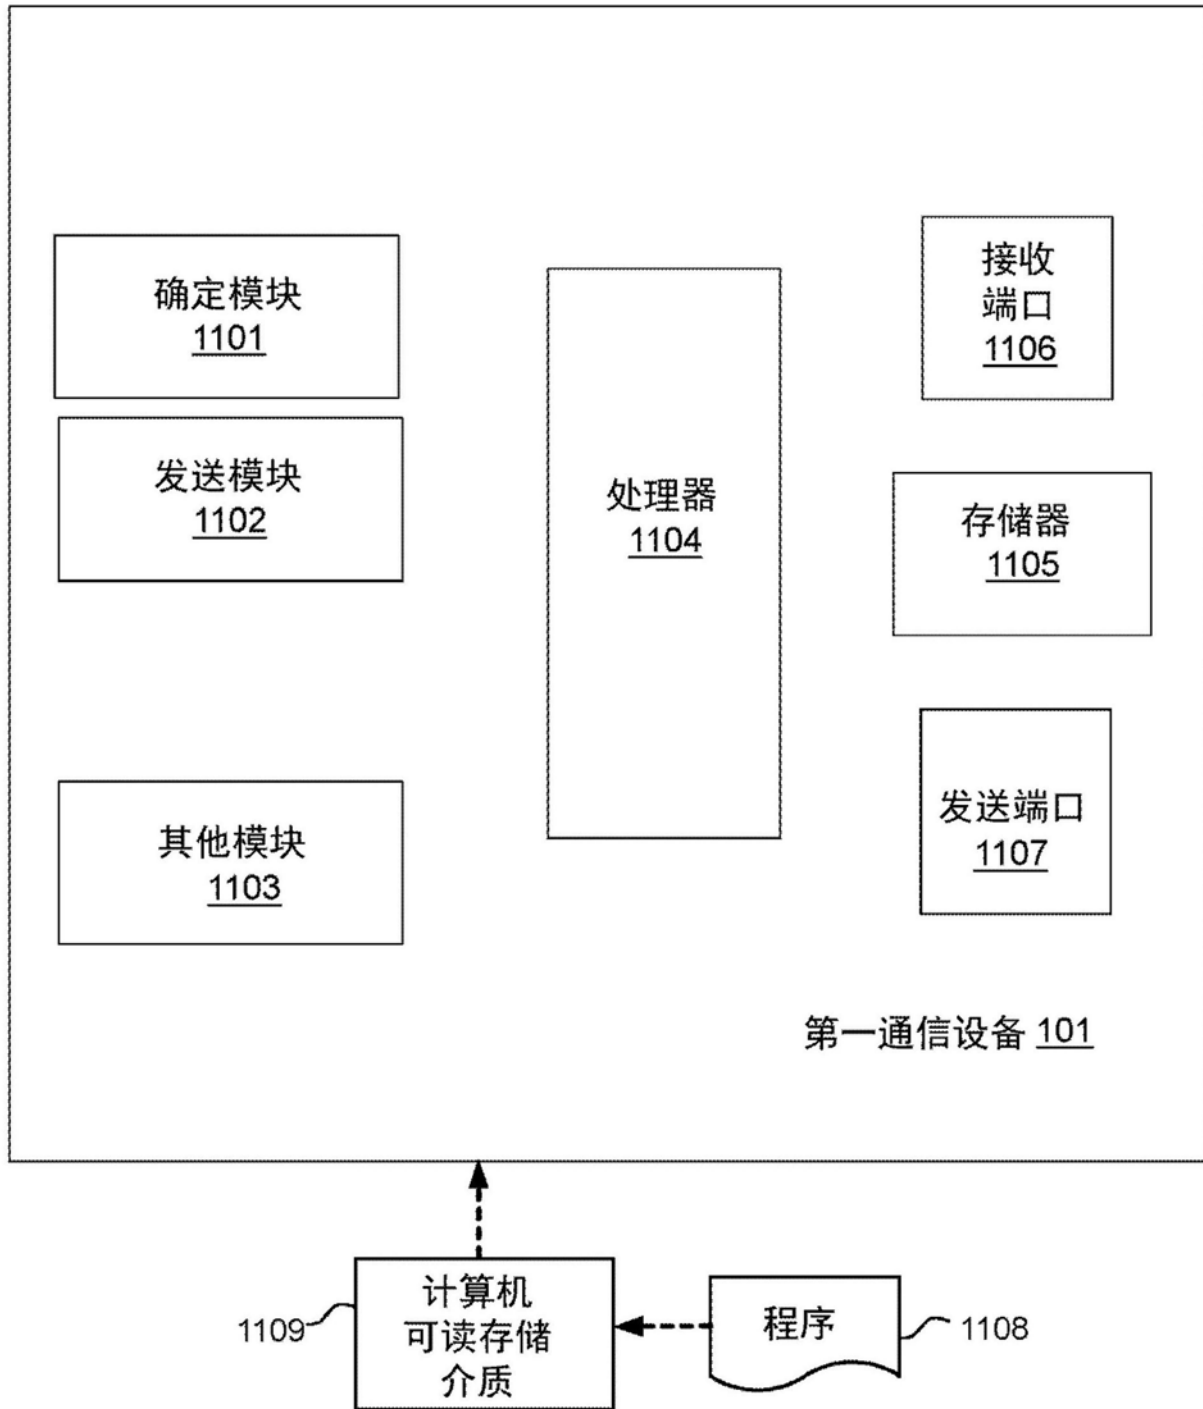 确定模块
1101
发送模块
1102
其他模块
1103
处理器
1104
接收
端口
1106
存储器
1105
发送端口
1107
第一通信设备 101
1109
计算机
可读存储
介质
程序
1108